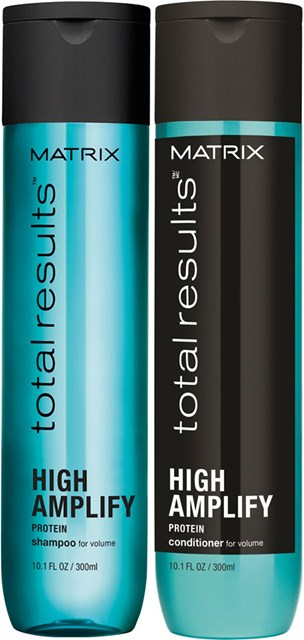 MATRIX
total results™
HIGH
AMPLIFY
PROTEIN
shampoo for volume
10.1 FL OZ / 300ml
MATRIX
total results™
HIGH
AMPLIFY
PROTEIN
conditioner for volume
10.1 FL OZ / 300ml